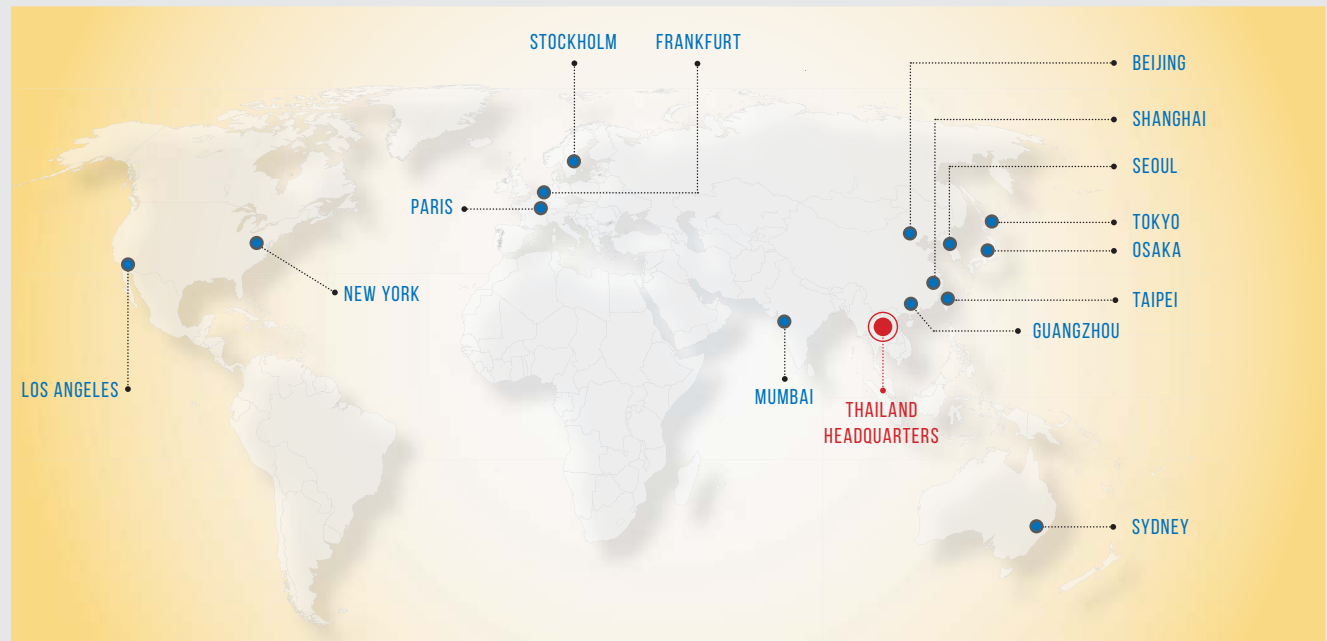 STOCKHOLM
FRANKFURT
BEIJING
SHANGHAI
SEOUL
PARIS
TOKYO
OSAKA
NEW YORK
TAIPEI
GUANGZHOU
LOS ANGELES
MUMBAI
THAILAND
HEADQUARTERS
SYDNEY